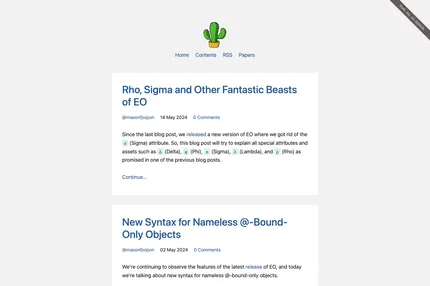 Home Contents RSS Papers
Rho, Sigma and Other Fantastic Beasts
of EO
@maxonfjvipon 14 May 2024 0 Comments
Since the last blog post, we released a new version of EO where we got rid of the
σ (Sigma) attribute. So, this blog post will try to explain all special attributes and
assets such as Δ (Delta), φ (Phi), σ (Sigma), λ (Lambda), and ρ (Rho) as
promised in one of the previous blog posts.
Continue...
New Syntax for Nameless @-Bound-
Only Objects
@maxonfjvipon 02 May 2024 0 Comments
We're continuing to observe the features of the latest release of EO, and today
we're talking about new syntax for nameless @-bound-only objects.